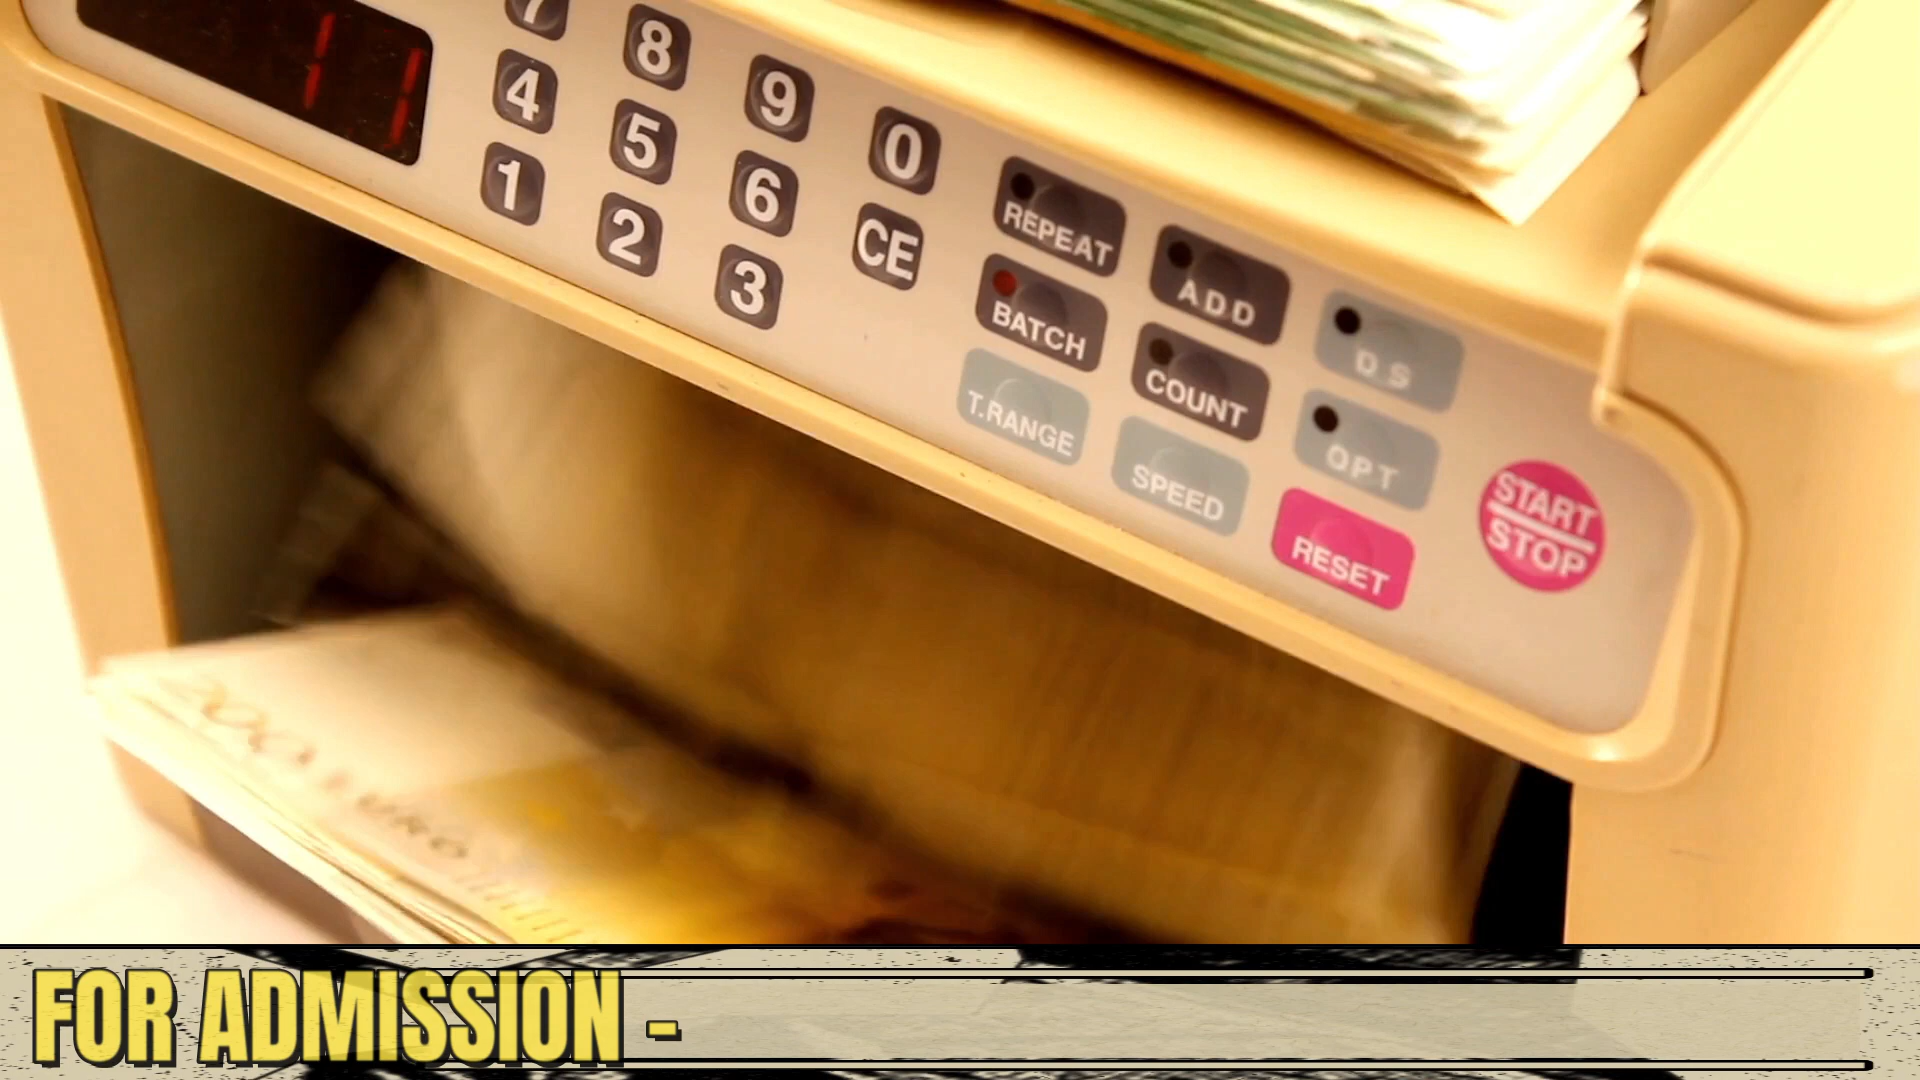 11
7
8
9
0
4
5
6
CE
1
2
3
REPEAT
ADD
D.S
BATCH
COUNT
OPT
T.RANGE
SPEED
RESET
START
STOP
FOR ADMISSION -